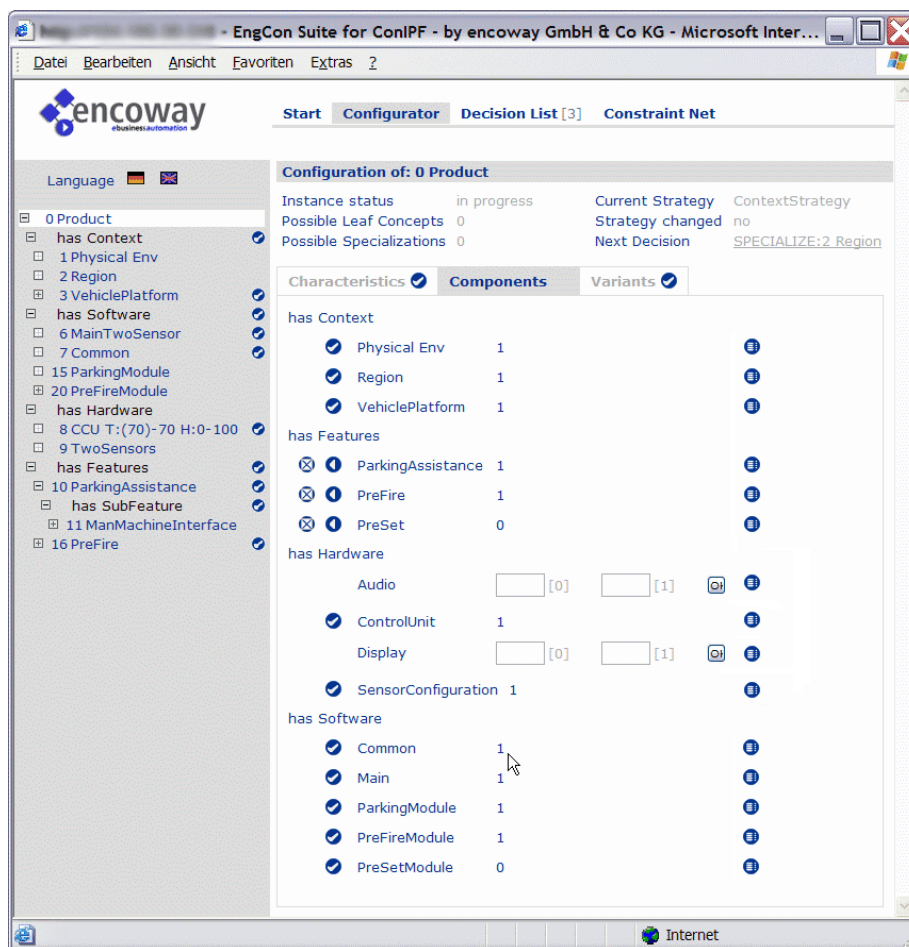 - EngCon Suite for ConIPF - by encoway GmbH & Co KG - Microsoft Inter...
Datei Bearbeiten Ansicht Favoriten Extras ?
encoway
ebusinessautomation
Start Configurator Decision List [3] Constraint Net
Language
0 Product
has Context
1 Physical Env
2 Region
3 VehiclePlatform
has Software
6 MainTwoSensor
7 Common
15 ParkingModule
20 PreFireModule
has Hardware
8 CCU T:(70)-70 H:0-100
9 TwoSensors
has Features
10 ParkingAssistance
has SubFeature
11 ManMachineInterface
16 PreFire
Configuration of: 0 Product
Instance status in progress Current Strategy ContextStrategy
Possible Leaf Concepts 0 Strategy changed no
Possible Specializations 0 Next Decision SPECIALIZE:2 Region
Characteristics Components Variants
has Context
Physical Env 1
Region 1
VehiclePlatform 1
has Features
ParkingAssistance 1
PreFire 1
PreSet 0
has Hardware
Audio [0] [1]
ControlUnit 1
Display [0] [1]
SensorConfiguration 1
has Software
Common 1
Main 1
ParkingModule 1
PreFireModule 1
PreSetModule 0
Internet